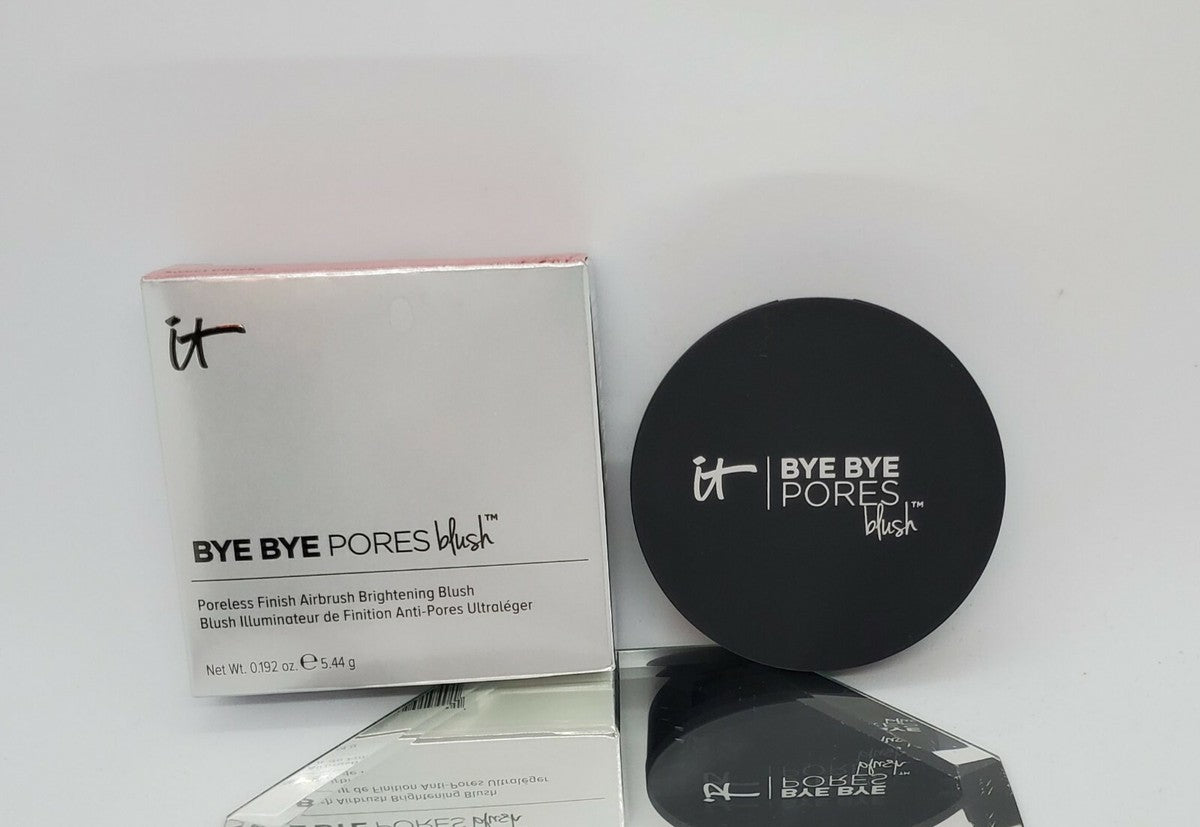 it
BYE BYE PORES blush™
Poreless Finish Airbrush Brightening Blush
Blush Illuminateur de Finition Anti-Pores Ultraléger
Net Wt. 0.192 oz. ℮ 5.44 g
it
BYE BYE
PORES
blush™